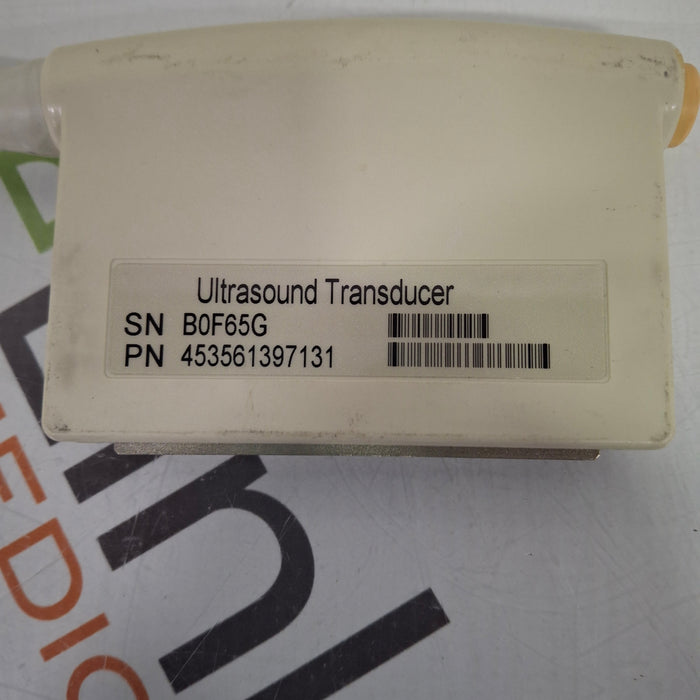 Ultrasound Transducer
SN B0F65G
PN 453561397131